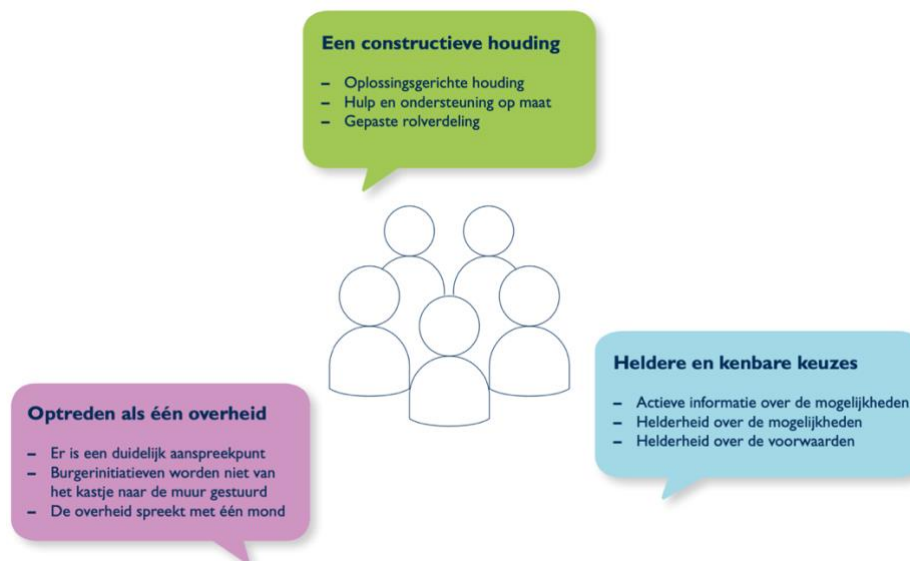 Een constructieve houding
– Oplossingsgerichte houding
– Hulp en ondersteuning op maat
– Gepaste rolverdeling
Heldere en kenbare keuzes
– Actieve informatie over de mogelijkheden
– Helderheid over de mogelijkheden
– Helderheid over de voorwaarden
Optreden als één overheid
– Er is een duidelijk aanspreekpunt
– Burgerinitiatieven worden niet van
het kastje naar de muur gestuurd
– De overheid spreekt met één mond